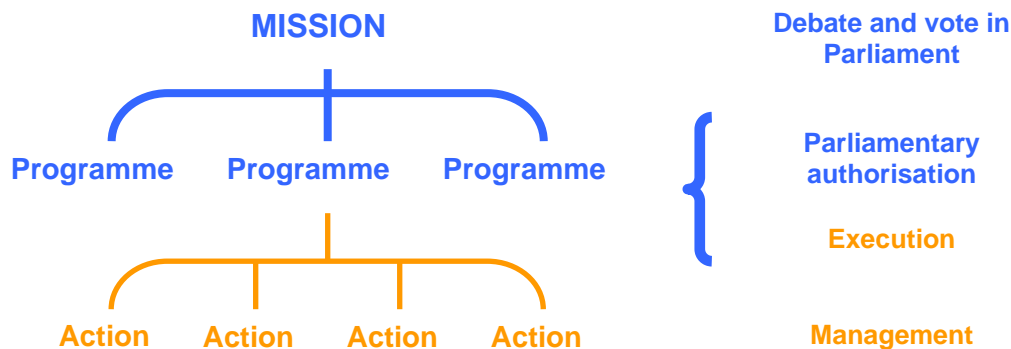 MISSION
Debate and vote in
Parliament
Programme
Programme
Programme
Parliamentary
authorisation
Execution
Action
Action
Action
Action
Management